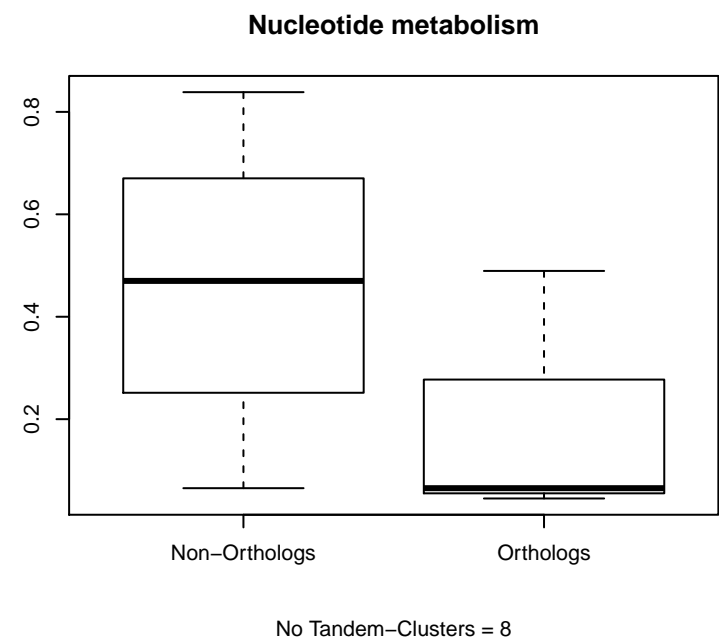 Nucleotide metabolism
0.8
0.6
0.4
0.2
Non−Orthologs Orthologs
No Tandem−Clusters = 8